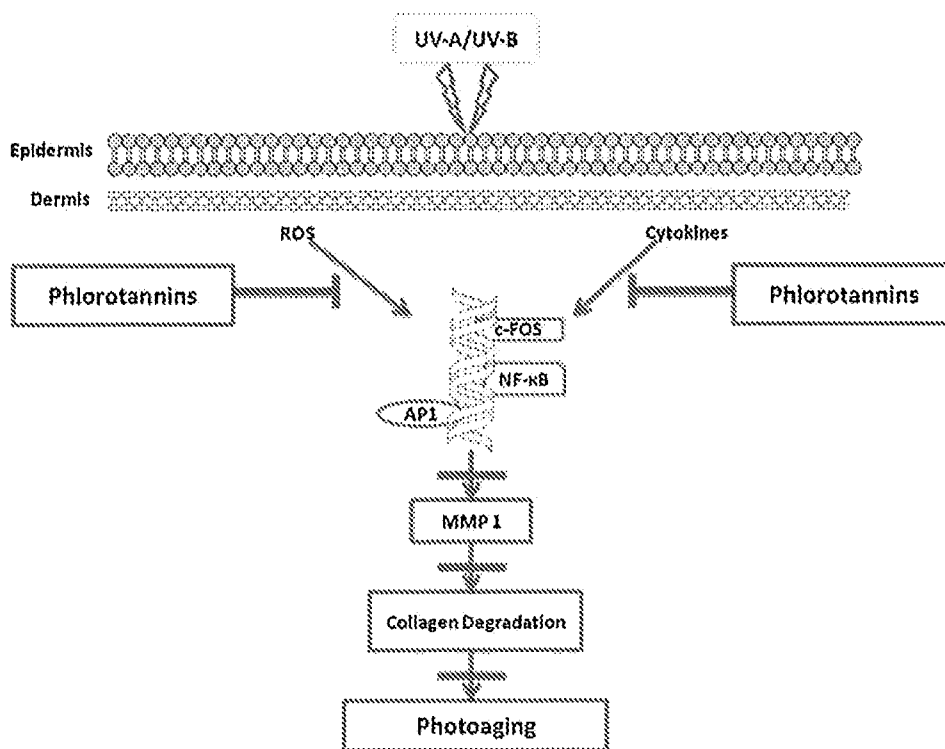 UV-A/UV-B
Epidermis
Dermis
ROS
Cytokines
Phlorotannins
Phlorotannins
c-FOS
NF-κB
AP1
MMP 1
Collagen Degradation
Photoaging